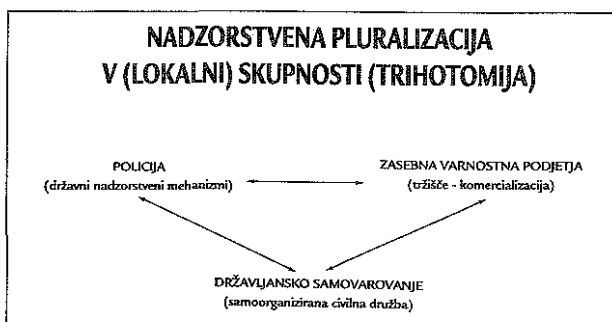 NADZORSTVENA PLURALIZACIJA
V (LOKALNI) SKUPNOSTI (TRIHOTOMIJA)
POLICIJA
(državni nadzorstveni mehanizmi)
ZASEBNA VARNOSTNA PODJETJA
(tržišče - komercializacija)
DRŽAVLJANSKO SAMOVAROVANJE
(samoorganizirana civilna družba)